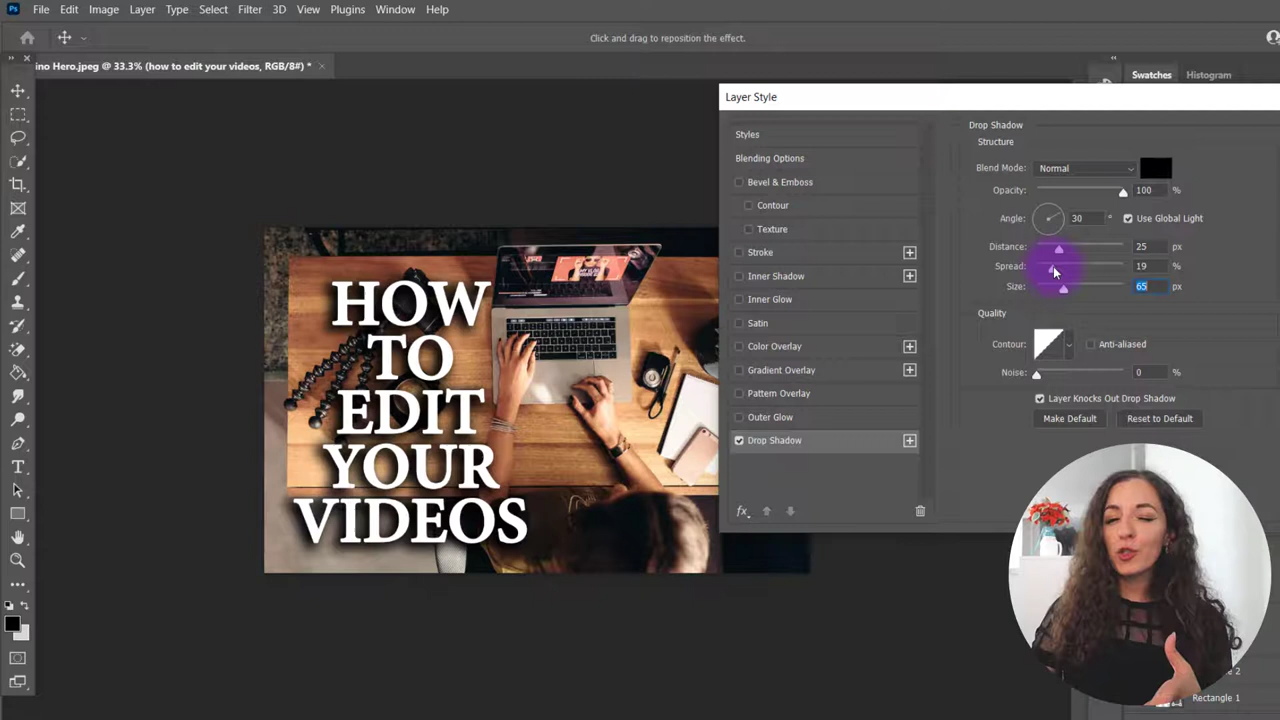 Ps File Edit Image Layer Type Select Filter 3D View Plugins Window Help
Click and drag to reposition the effect.
ino Hero.jpeg @ 33.3% (how to edit your videos, RGB/8#) * ×
Swatches Histogram
Layer Style
Styles
Blending Options
Bevel & Emboss
Contour
Texture
Stroke
Inner Shadow
Inner Glow
Satin
Color Overlay
Gradient Overlay
Pattern Overlay
Outer Glow
Drop Shadow
fx
Drop Shadow
Structure
Blend Mode: Normal
Opacity: 100 %
Angle: 30 ° Use Global Light
Distance: 25 px
Spread: 19 %
Size: 65 px
Quality
Contour: Anti-aliased
Noise: 0 %
Layer Knocks Out Drop Shadow
Make Default Reset to Default
HOW
TO
EDIT
YOUR
VIDEOS
2
Rectangle 1